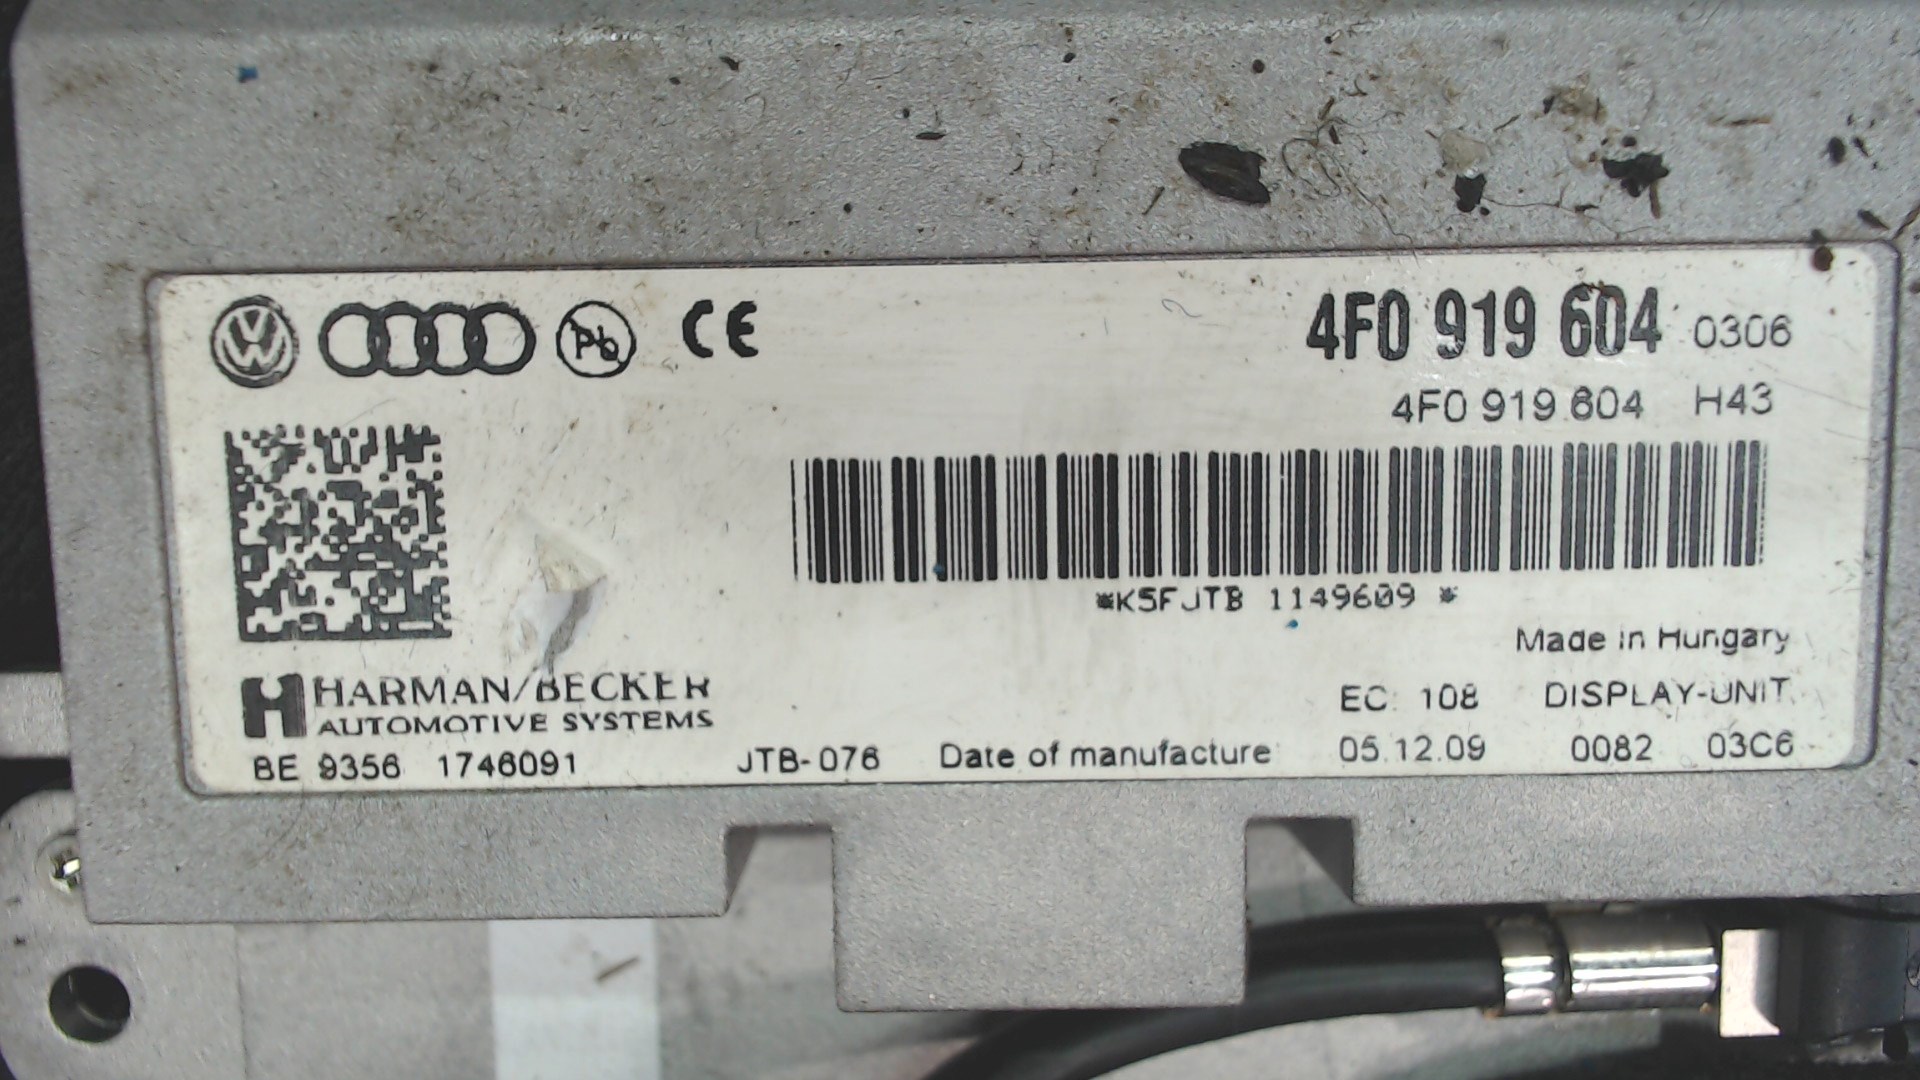 Pb CE
4F0 919 604 0306
4F0 919 604 H43
*K5FJTB 1149609 *
Made in Hungary
HARMAN/BECKER
AUTOMOTIVE SYSTEMS
EC: 108 DISPLAY-UNIT
BE 9356 1746091 JTB-076 Date of manufacture 05.12.09 0082 03C6